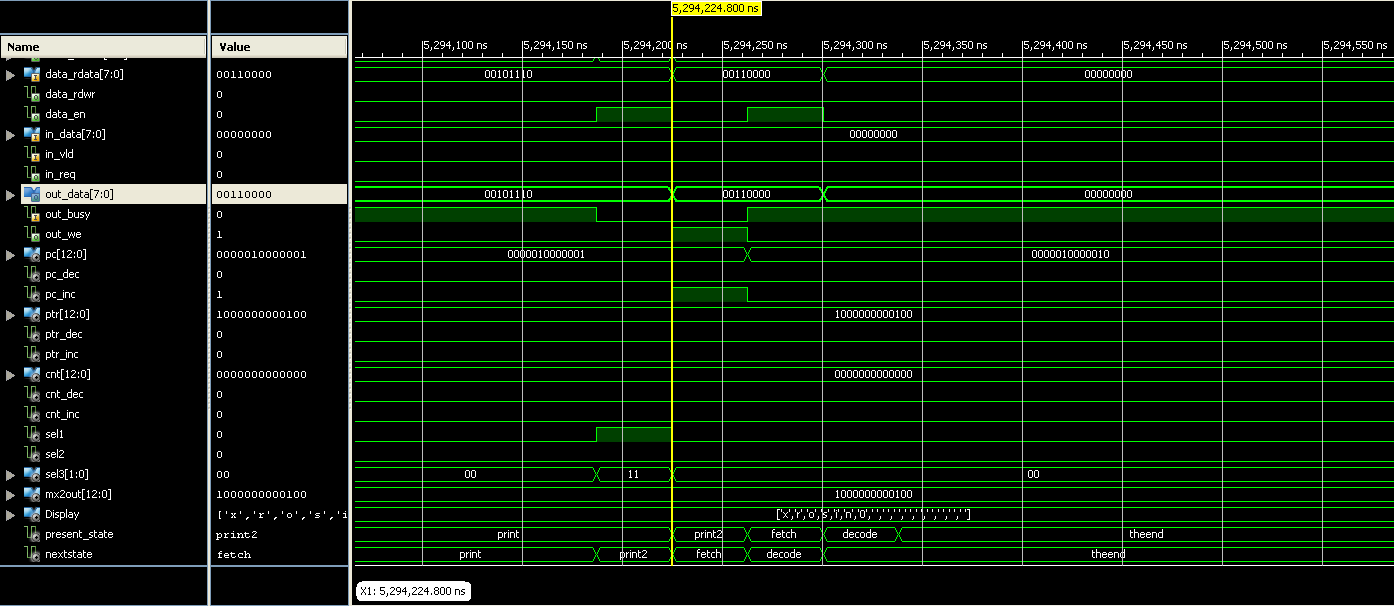 5,294,224.800 ns
Name Value 5,294,100 ns 5,294,150 ns 5,294,200 ns 5,294,250 ns 5,294,300 ns 5,294,350 ns 5,294,400 ns 5,294,450 ns 5,294,500 ns 5,294,550 ns
data_rdata[7:0] 00110000 00101110 00110000 00000000
data_rdwr 0
data_en 0
in_data[7:0] 00000000 00000000
in_vld 0
in_req 0
out_data[7:0] 00110000 00101110 00110000 00000000
out_busy 0
out_we 1
pc[12:0] 0000010000001 0000010000001 0000010000010
pc_dec 0
pc_inc 1
ptr[12:0] 1000000000100 1000000000100
ptr_dec 0
ptr_inc 0
cnt[12:0] 0000000000000 0000000000000
cnt_dec 0
cnt_inc 0
sel1 0
sel2 0
sel3[1:0] 00 00 11 00
mx2out[12:0] 1000000000100 1000000000100
Display ['x','r','o','s','i
present_state print2 print print2 fetch decode theend
nextstate fetch print print2 fetch decode theend
X1: 5,294,224.800 ns